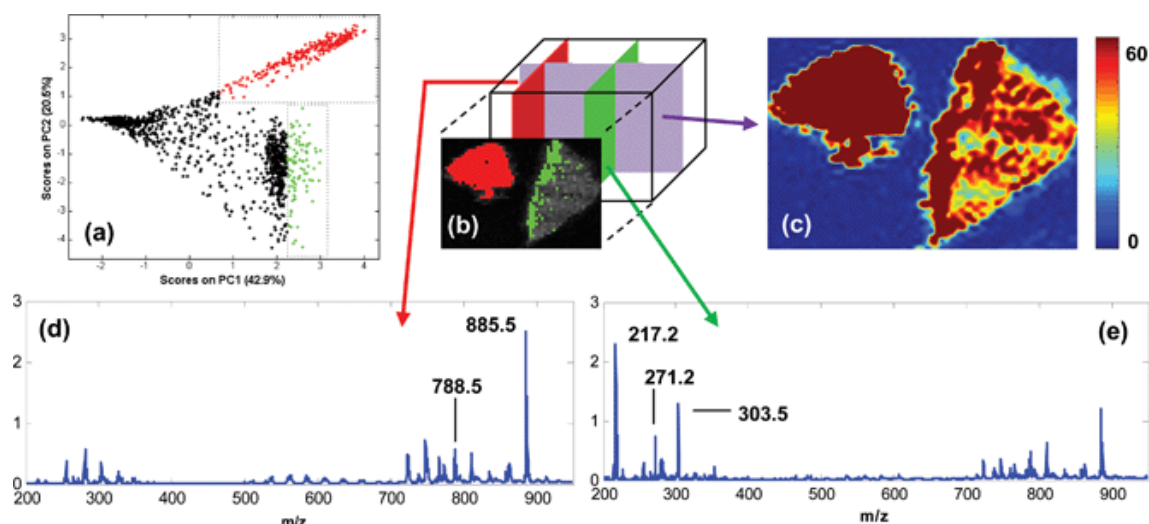 Scores on PC2 (20.5%)
3
2
1
0
-1
-2
-3
-4
-2 -1 0 1 2 3 4
Scores on PC1 (42.9%)
(a)
(b)
(c)
60
0
(d)
3
2
1
0
885.5
788.5
200 300 400 500 600 700 800 900
m/z
(e)
3
2
1
0
217.2
271.2
303.5
200 300 400 500 600 700 800 900
m/z